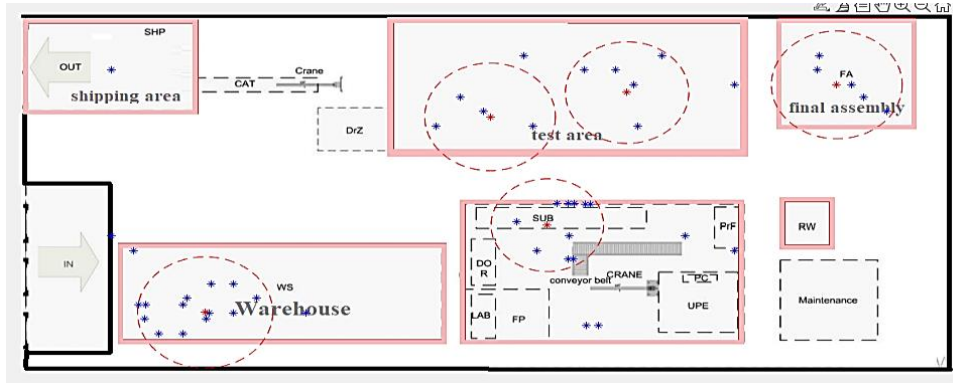 SHP
OUT
shipping area
Crane
CAT
DrZ
test area
FA
final assembly
IN
WS
Warehouse
SUB
PrF
DO
R
conveyor belt
CRANE
PC
LAB
FP
UPE
RW
Maintenance